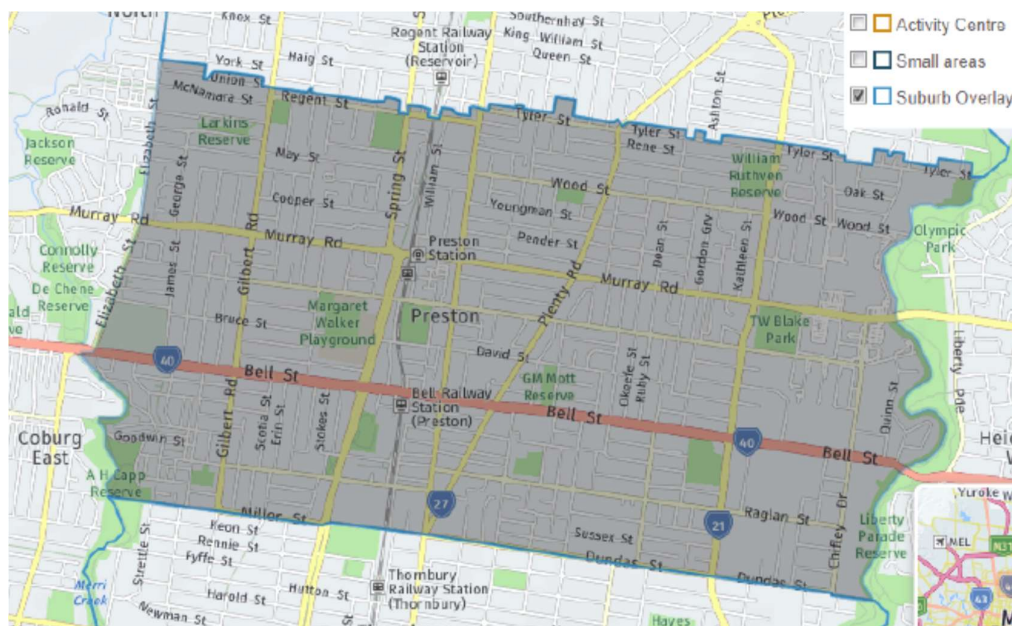 North
Knox St
Southernhay St
Regent Railway
Station
(Reservoir)
King William St
Queen St
Activity Centre
Small areas
Suburb Overlay
York St
Haig St
Union St
McNamara St
Regent St
Ronald St
Elizabeth St
Larkins
Reserve
Jackson
Reserve
Tyler St
Tyler St
Rene St
Ashton St
Tyler St
Tyler St
William
Ruthven
Reserve
May St
George St
Spring St
William St
Wood St
Oak St
Cooper St
Youngman St
Wood St
Wood St
Murray Rd
Gilbert Rd
Murray Rd
Pender St
Dean St
Gordon Grv
Kathleen St
Olympic
Park
Connolly
Reserve
Preston
Station
De Chene
Reserve
Elizabeth St
James St
Murray Rd
Plenty Rd
Margaret
Walker
Playground
Preston
Bruce St
TW Blake
Park
David St
Liberty Pde
40
Bell St
GM Mott
Reserve
Okeefe St
Ruby St
Quinn St
Bell Railway
Station
(Preston)
Bell St
Gilbert Rd
Scotia St
Erin St
Stokes St
Coburg
East
Goodwin St
40
Bell St
A H Capp
Reserve
27
21
Raglan St
Chifley Dr
Miller St
Keon St
Rennie St
Fyffe St
Strettle St
Sussex St
Dundas St
Dundas St
Liberty
Parade
Reserve
Yuroke
MEL
Merri
Creek
Harold St
Hutton St
Thornbury
Railway Station
(Thornbury)
Newman St
Hayes
43